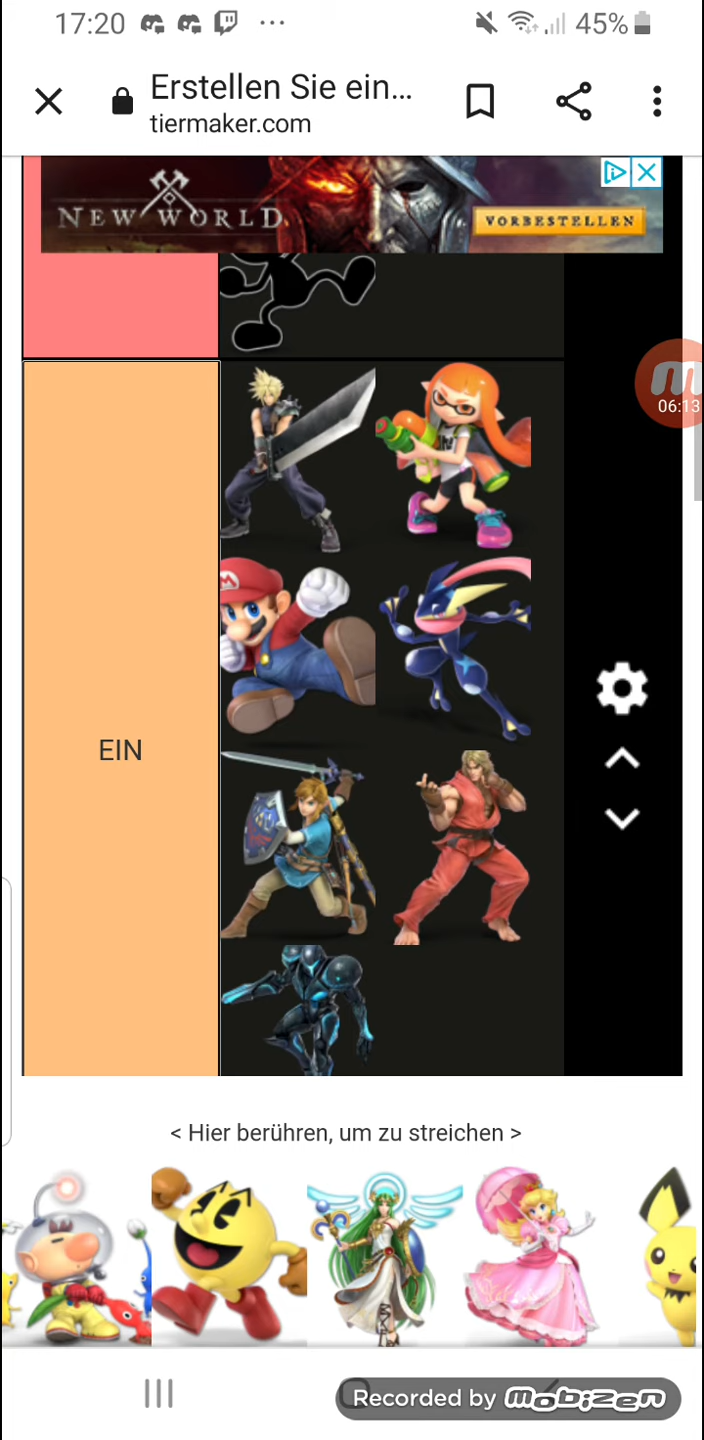 17:20 45%
Erstellen Sie ein...
tiermaker.com
NEW WORLD
VORBESTELLEN
M
06:13
EIN
< Hier berühren, um zu streichen >
Recorded by mobizen